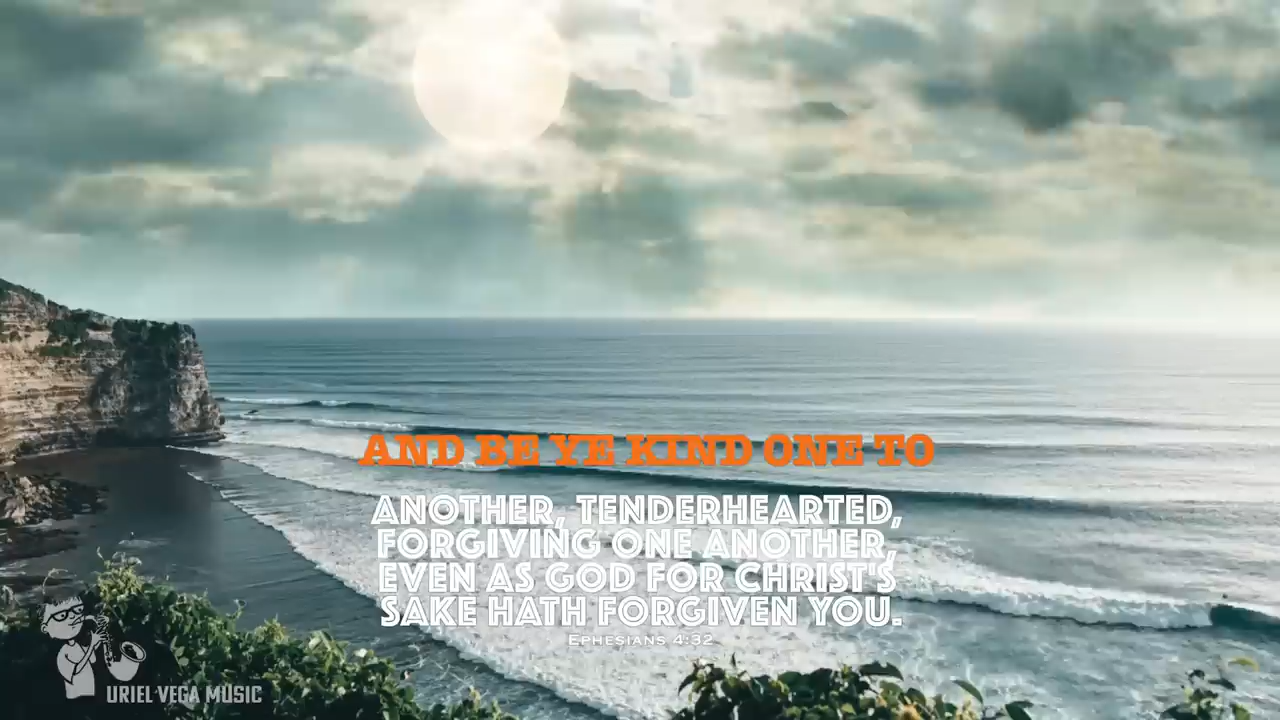 AND BE YE KIND ONE TO
ANOTHER, TENDERHEARTED,
FORGIVING ONE ANOTHER,
EVEN AS GOD FOR CHRIST'S
SAKE HATH FORGIVEN YOU.
EPHESIANS 4:32
URIEL VEGA MUSIC